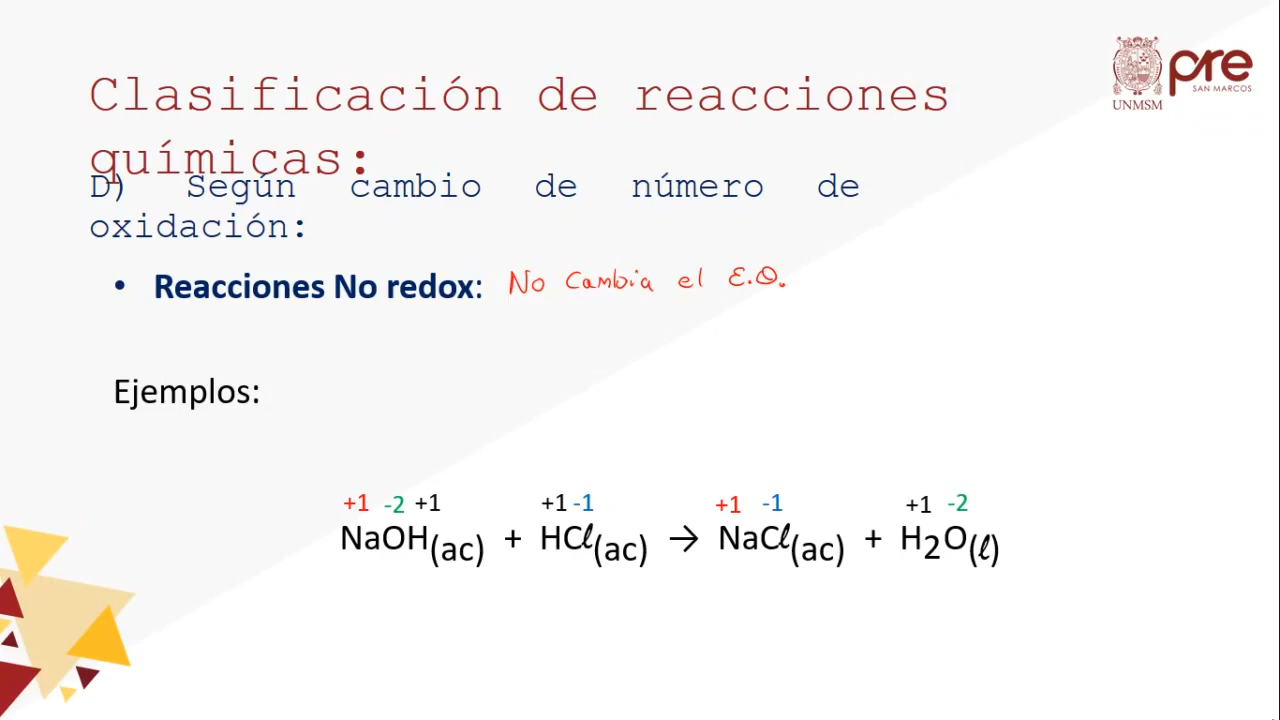 Clasificación de reacciones
químicas:
D) Según cambio de número de
oxidación:
• Reacciones No redox: No cambia el E.O.
Ejemplos:
+1 -2 +1 +1 -1 +1 -1 +1 -2
NaOH(ac) + HCℓ(ac) → NaCℓ(ac) + H2O(ℓ)
pre
SAN MARCOS
UNMSM